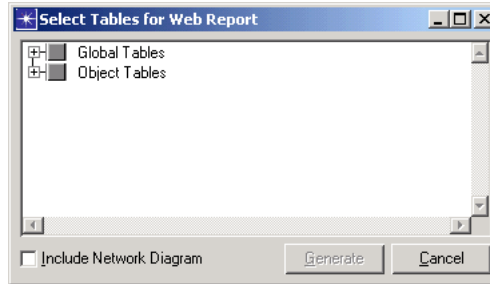 Select Tables for Web Report
Global Tables
Object Tables
Include Network Diagram
Generate
Cancel